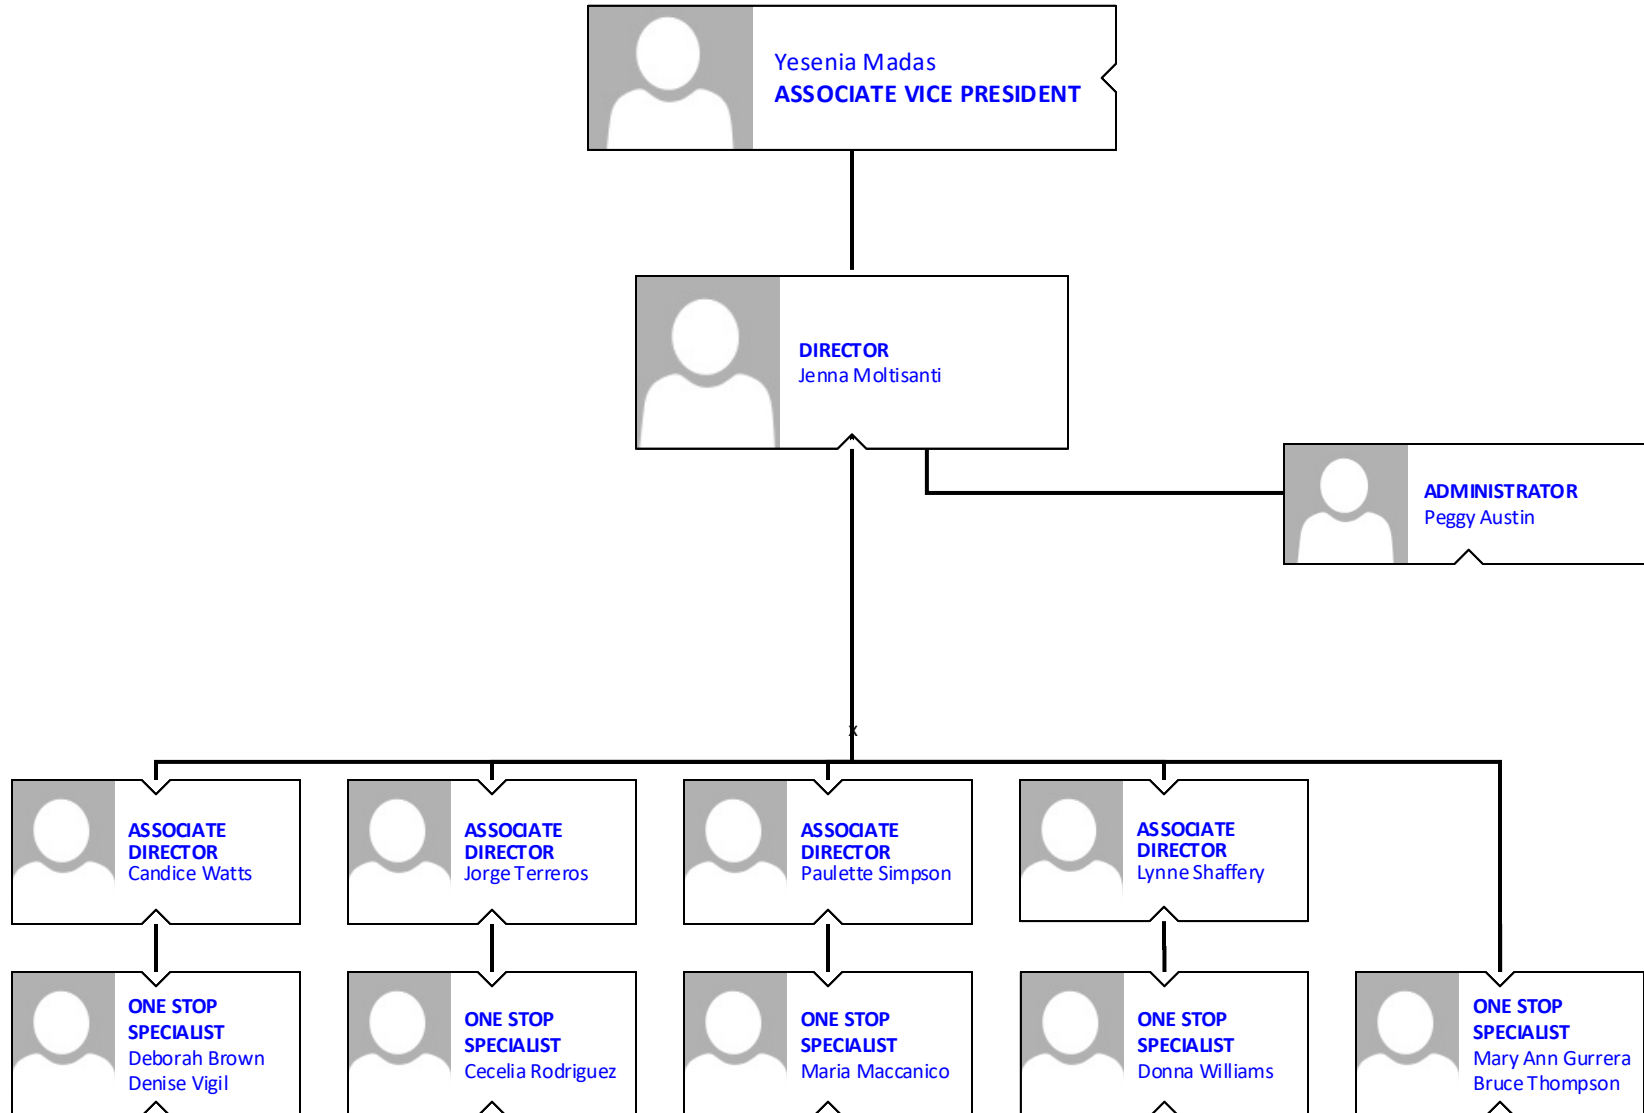 Yesenia Madas
ASSOCIATE VICE PRESIDENT
DIRECTOR
Jenna Moltisanti
ADMINISTRATOR
Peggy Austin
x
ASSOCIATE
DIRECTOR
Candice Watts
ASSOCIATE
DIRECTOR
Jorge Terreros
ASSOCIATE
DIRECTOR
Paulette Simpson
ASSOCIATE
DIRECTOR
Lynne Shaffery
ONE STOP
SPECIALIST
Deborah Brown
Denise Vigil
ONE STOP
SPECIALIST
Cecelia Rodriguez
ONE STOP
SPECIALIST
Maria Maccanico
ONE STOP
SPECIALIST
Donna Williams
ONE STOP
SPECIALIST
Mary Ann Gurrera
Bruce Thompson